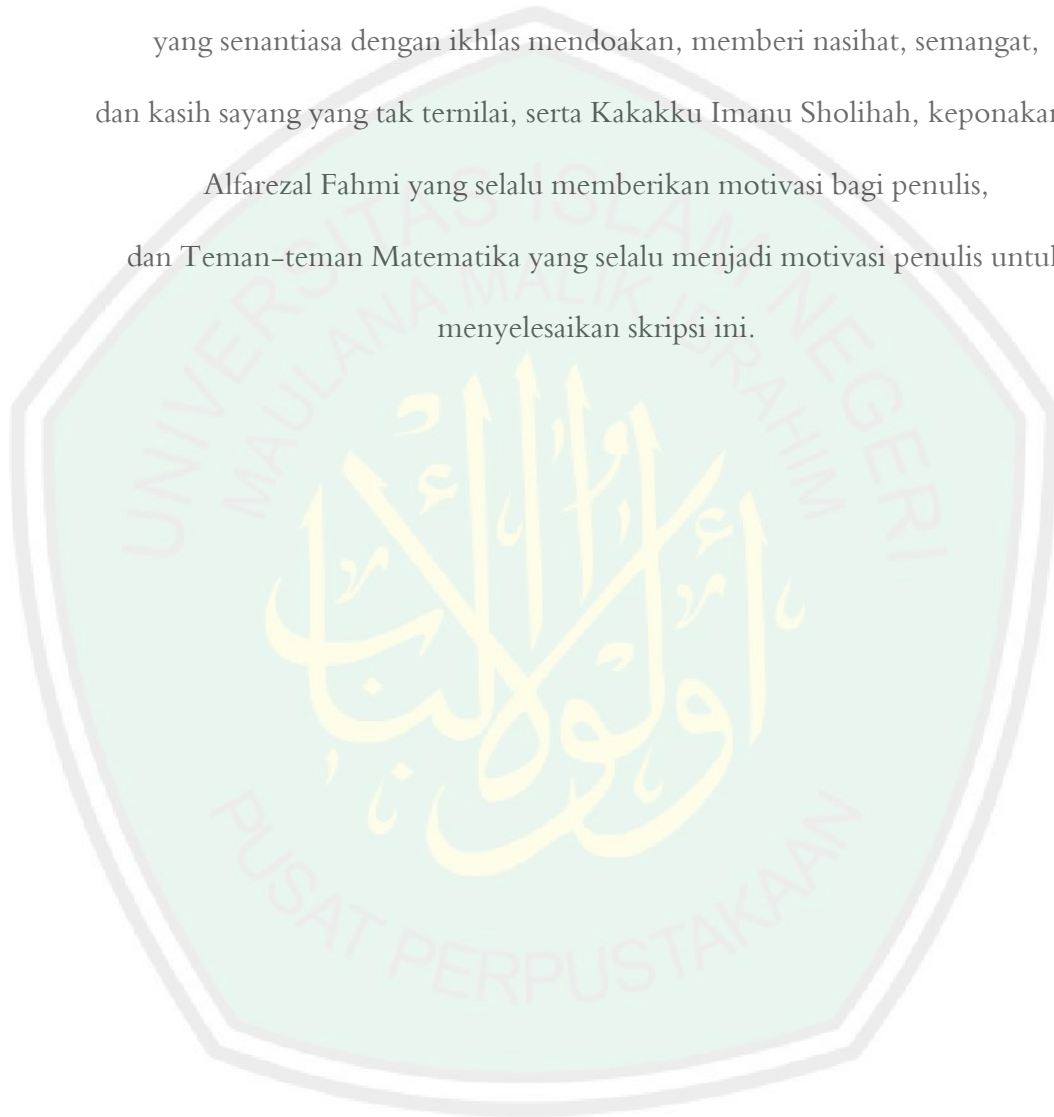 yang senantiasa dengan ikhlas mendoakan, memberi nasihat, semangat,
dan kasih sayang yang tak ternilai, serta Kakakku Imanu Sholihah,
Alfarezal Fahmi yang selalu memberikan motivasi bagi penulis,
dan Teman-teman Matematika yang selalu menjadi motivasi penulis
menyelesaikan skripsi ini.
UNIVERSITAS ISLAM NEGERI
MAULANA MALIK IBRAHIM
أولوا الألباب
PUSAT PERPUSTAKAAN